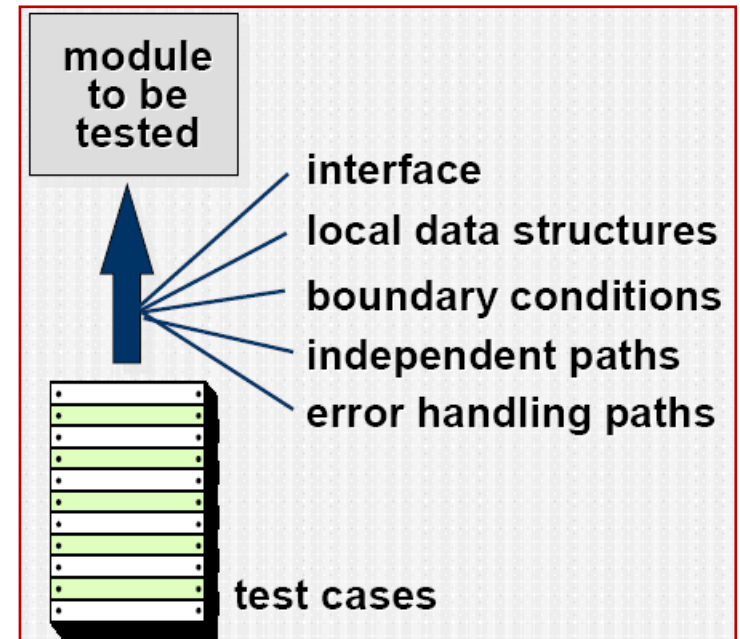 module
to be
tested
interface
local data structures
boundary conditions
independent paths
error handling paths
test cases